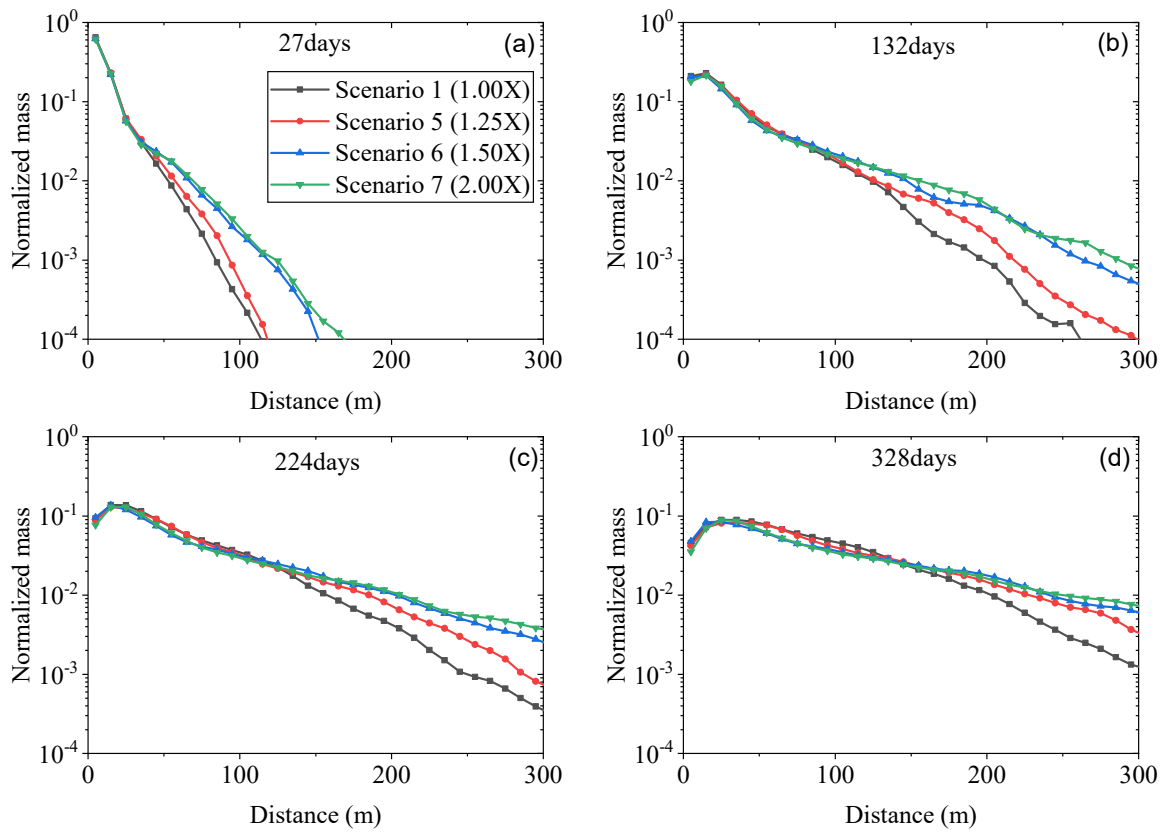 (a)
27days
Scenario 1 (1.00X)
Scenario 5 (1.25X)
Scenario 6 (1.50X)
Scenario 7 (2.00X)
Normalized mass
10^0
10^-1
10^-2
10^-3
10^-4
0 100 200 300
Distance (m)
(b)
132days
Normalized mass
10^0
10^-1
10^-2
10^-3
10^-4
0 100 200 300
Distance (m)
(c)
224days
Normalized mass
10^0
10^-1
10^-2
10^-3
10^-4
0 100 200 300
Distance (m)
(d)
328days
Normalized mass
10^0
10^-1
10^-2
10^-3
10^-4
0 100 200 300
Distance (m)